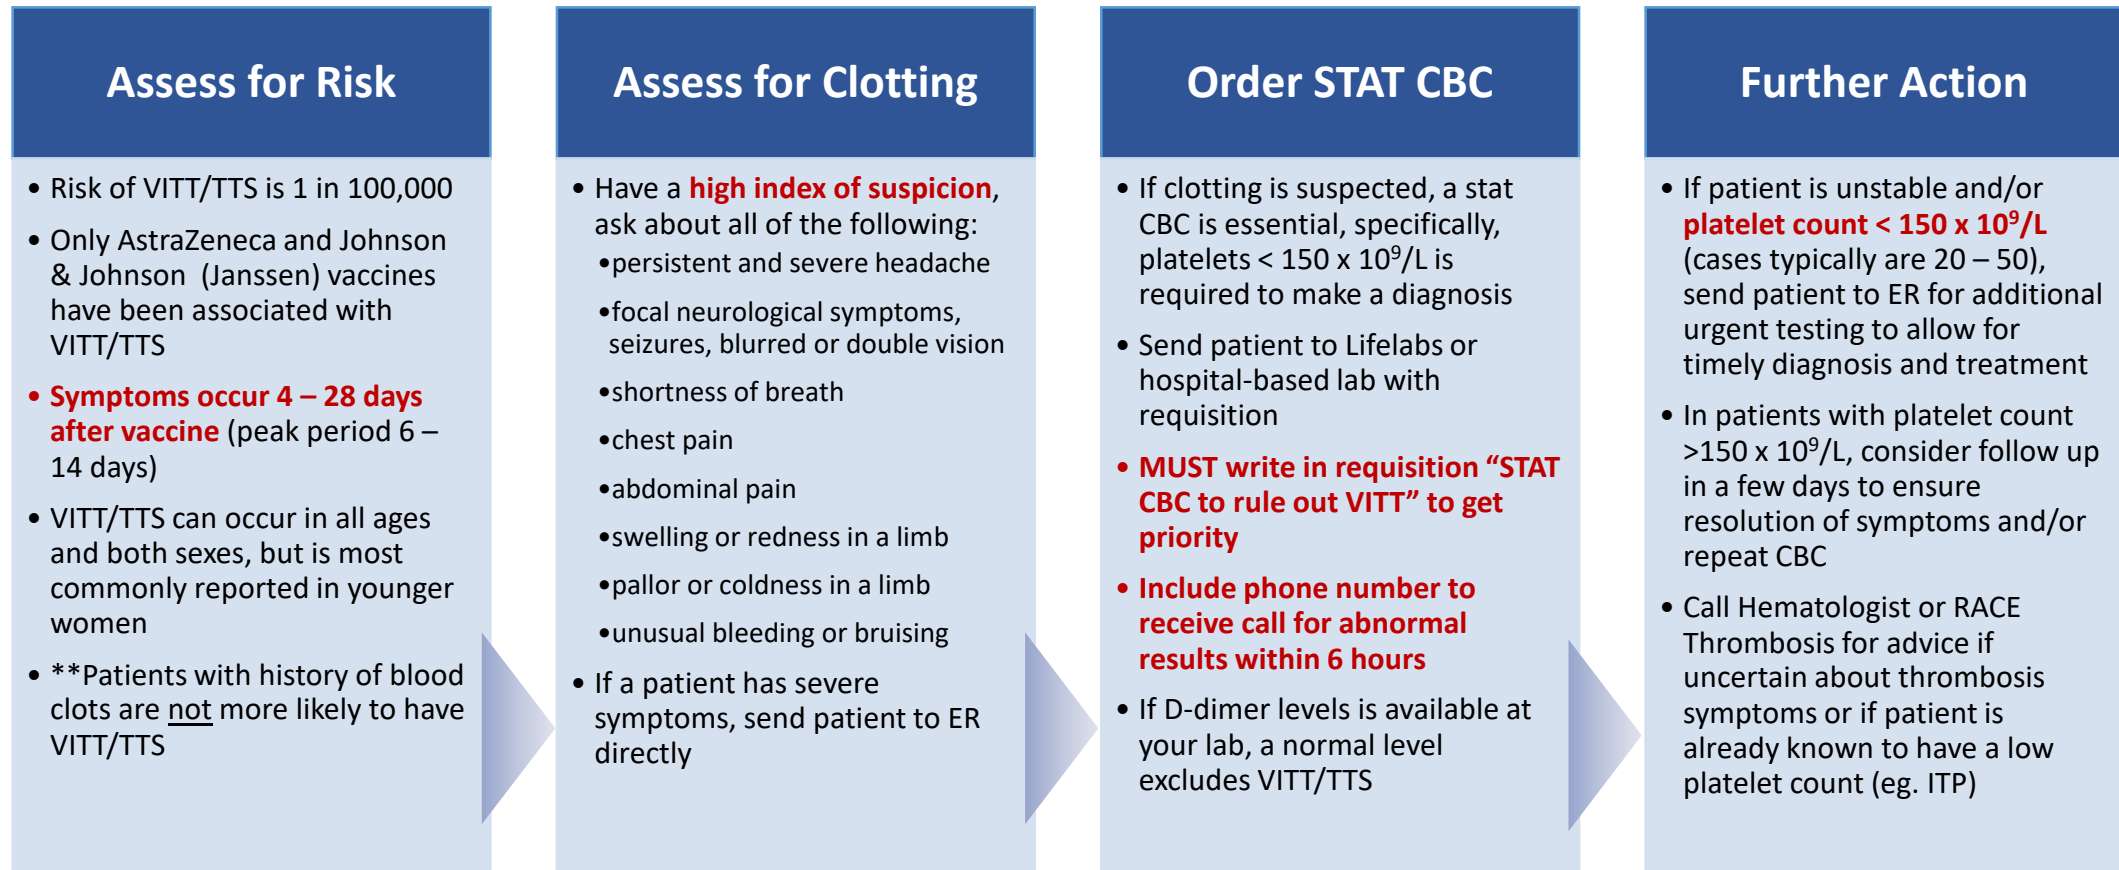 Assess for Risk
• Risk of VITT/TTS is 1 in 100,000
• Only AstraZeneca and Johnson
& Johnson (Janssen) vaccines
have been associated with
VITT/TTS
• Symptoms occur 4 – 28 days
after vaccine (peak period 6 –
14 days)
• VITT/TTS can occur in all ages
and both sexes, but is most
commonly reported in younger
women
• **Patients with history of blood
clots are not more likely to have
VITT/TTS
Assess for Clotting
• Have a high index of suspicion,
ask about all of the following:
•persistent and severe headache
•focal neurological symptoms,
seizures, blurred or double vision
•shortness of breath
•chest pain
•abdominal pain
•swelling or redness in a limb
•pallor or coldness in a limb
•unusual bleeding or bruising
• If a patient has severe
symptoms, send patient to ER
directly
Order STAT CBC
• If clotting is suspected, a stat
CBC is essential, specifically,
platelets < 150 x 10⁹/L is
required to make a diagnosis
• Send patient to Lifelabs or
hospital-based lab with
requisition
• MUST write in requisition “STAT
CBC to rule out VITT” to get
priority
• Include phone number to
receive call for abnormal
results within 6 hours
• If D-dimer levels is available at
your lab, a normal level
excludes VITT/TTS
Further Action
• If patient is unstable and/or
platelet count < 150 x 10⁹/L
(cases typically are 20 – 50),
send patient to ER for additional
urgent testing to allow for
timely diagnosis and treatment
• In patients with platelet count
>150 x 10⁹/L, consider follow up
in a few days to ensure
resolution of symptoms and/or
repeat CBC
• Call Hematologist or RACE
Thrombosis for advice if
uncertain about thrombosis
symptoms or if patient is
already known to have a low
platelet count (eg. ITP)